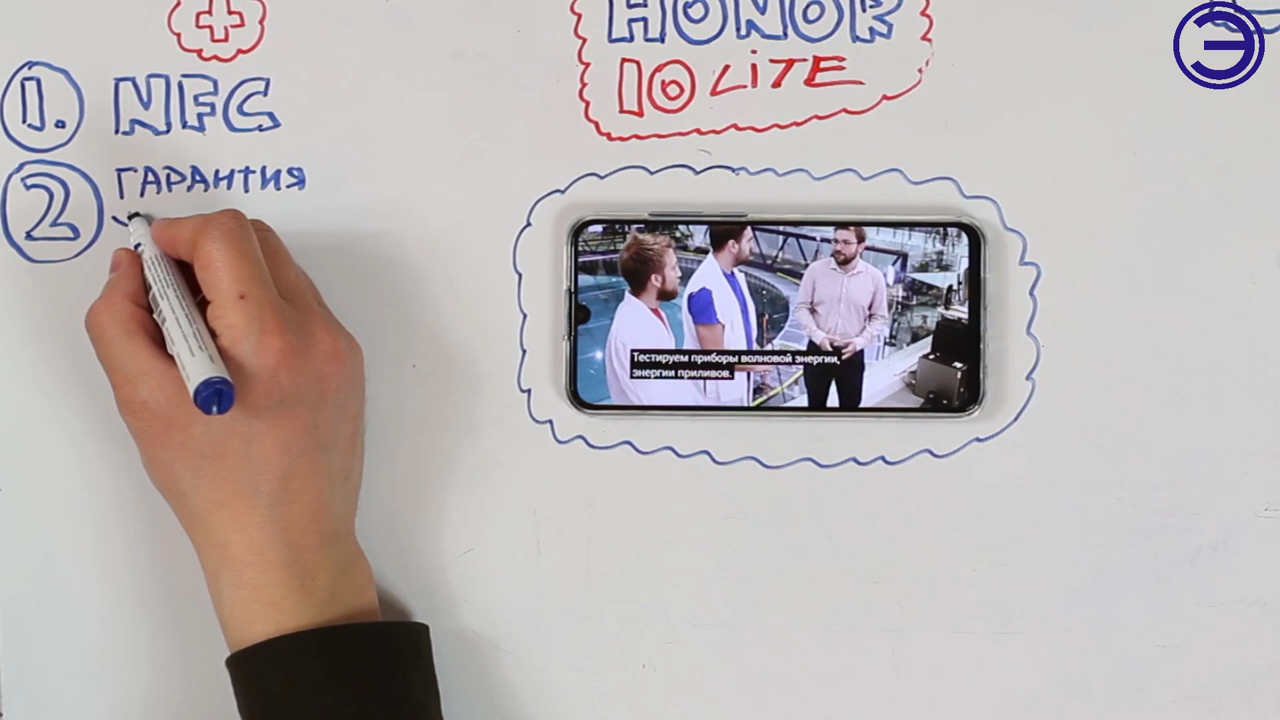 HONOR
10 LiTE
1. NFC
2 ГАРАНТИЯ
Тестируем приборы волновой энергии,
энергии приливов.
Э